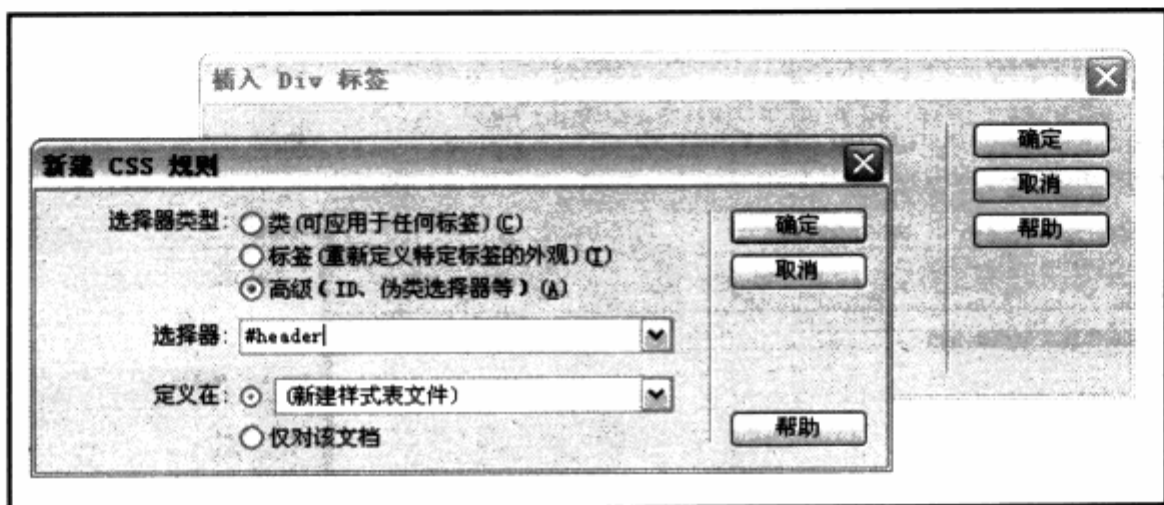 插入 Div 标签
确定
取消
帮助
新建 CSS 规则
选择器类型: 类(可应用于任何标签)(C)
标签(重新定义特定标签的外观)(T)
高级( ID、伪类选择器等 )(A)
确定
取消
选择器: #header
定义在: (新建样式表文件)
仅对该文档
帮助